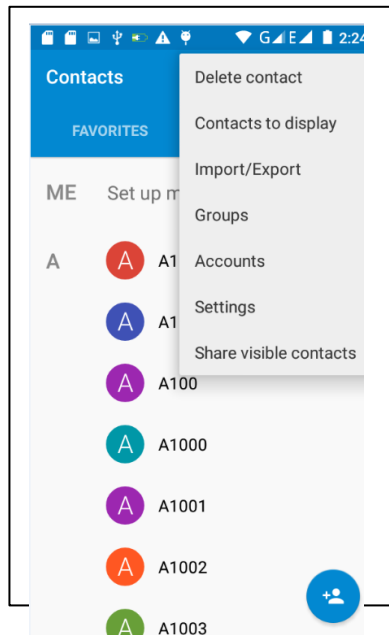 G E 2:24
Contacts
Delete contact
FAVORITES
Contacts to display
Import/Export
ME Set up m
Groups
A A A1
Accounts
A A1
Settings
Share visible contacts
A A100
A A1000
A A1001
A A1002
A A1003